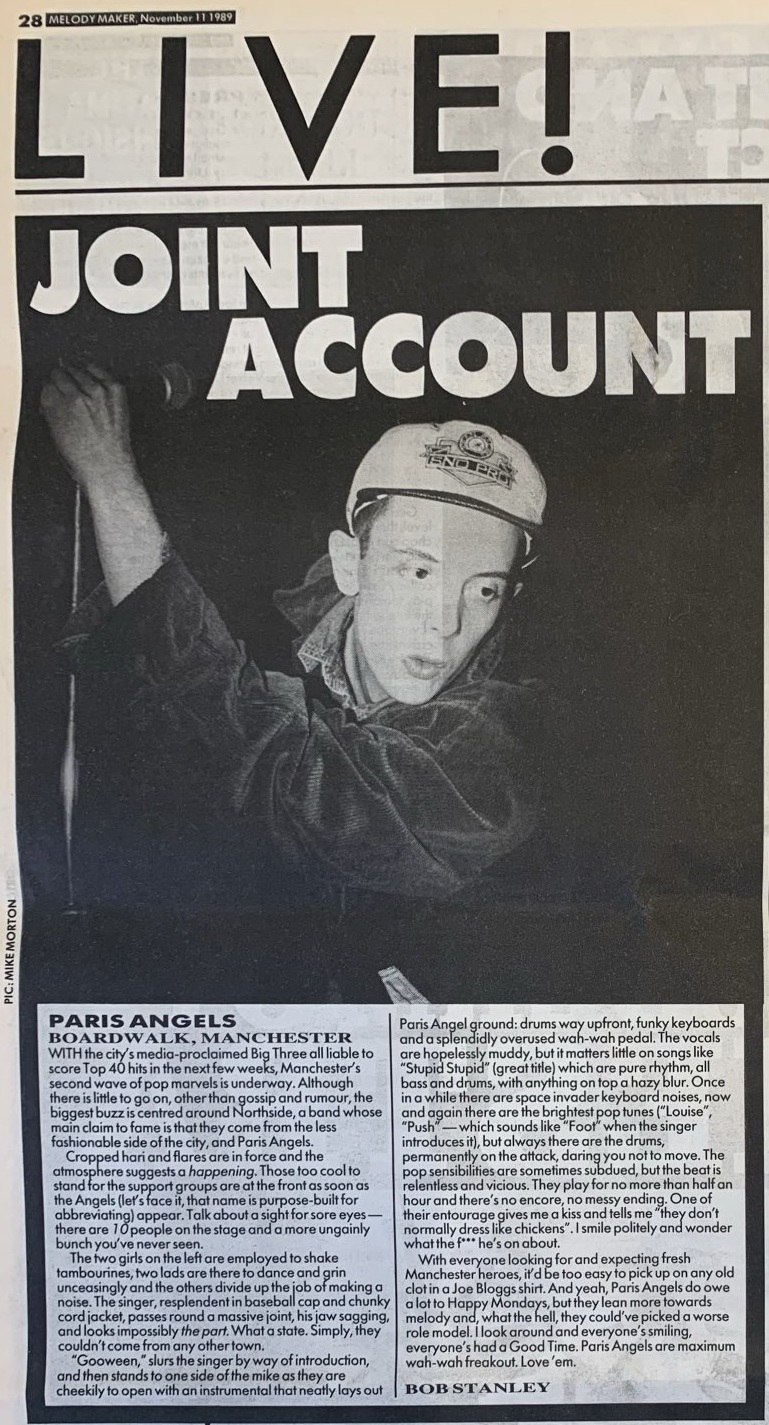 28 MELODY MAKER, November 11 1989
LIVE!
JOINT
ACCOUNT
SNO PRO
PIC: MIKE MORTON
PARIS ANGELS
BOARDWALK, MANCHESTER
WITH the city's media-proclaimed Big Three all liable to
score Top 40 hits in the next few weeks, Manchester's
second wave of pop marvels is underway. Although
there is little to go on, other than gossip and rumour, the
biggest buzz is centred around Northside, a band whose
main claim to fame is that they come from the less
fashionable side of the city, and Paris Angels.
Cropped hari and flares are in force and the
atmosphere suggests a happening. Those too cool to
stand for the support groups are at the front as soon as
the Angels (let's face it, that name is purpose-built for
abbreviating) appear. Talk about a sight for sore eyes —
there are 10 people on the stage and a more ungainly
bunch you've never seen.
The two girls on the left are employed to shake
tambourines, two lads are there to dance and grin
unceasingly and the others divide up the job of making a
noise. The singer, resplendent in baseball cap and chunky
cord jacket, passes round a massive joint, his jaw sagging,
and looks impossibly the part. What a state. Simply, they
couldn't come from any other town.
"Gooween," slurs the singer by way of introduction,
and then stands to one side of the mike as they are
cheekily to open with an instrumental that neatly lays out
Paris Angel ground: drums way upfront, funky keyboards
and a splendidly overused wah-wah pedal. The vocals
are hopelessly muddy, but it matters little on songs like
"Stupid Stupid" (great title) which are pure rhythm, all
bass and drums, with anything on top a hazy blur. Once
in a while there are space invader keyboard noises, now
and again there are the brightest pop tunes ("Louise",
"Push" — which sounds like "Foot" when the singer
introduces it), but always there are the drums,
permanently on the attack, daring you not to move. The
pop sensibilities are sometimes subdued, but the beat is
relentless and vicious. They play for no more than half an
hour and there's no encore, no messy ending. One of
their entourage gives me a kiss and tells me "they don't
normally dress like chickens". I smile politely and wonder
what the f*** he's on about.
With everyone looking for and expecting fresh
Manchester heroes, it'd be too easy to pick up on any old
clot in a Joe Bloggs shirt. And yeah, Paris Angels do owe
a lot to Happy Mondays, but they lean more towards
melody and, what the hell, they could've picked a worse
role model. I look around and everyone's smiling,
everyone's had a Good Time. Paris Angels are maximum
wah-wah freakout. Love 'em.
BOB STANLEY